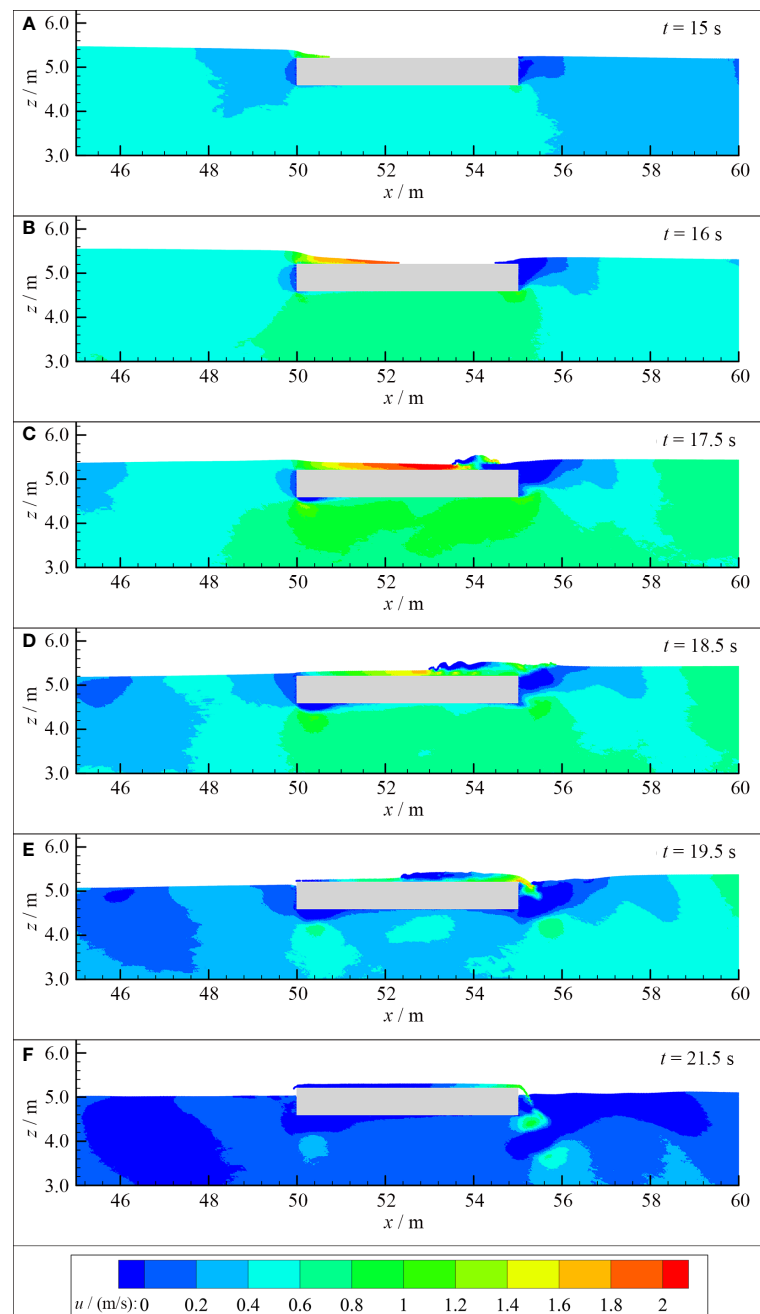 A
t = 15 s
6.0
5.0
z / m
4.0
3.0
46 48 50 52 54 56 58 60
x / m
B
t = 16 s
6.0
5.0
z / m
4.0
3.0
46 48 50 52 54 56 58 60
x / m
C
t = 17.5 s
6.0
5.0
z / m
4.0
3.0
46 48 50 52 54 56 58 60
x / m
D
t = 18.5 s
6.0
5.0
z / m
4.0
3.0
46 48 50 52 54 56 58 60
x / m
E
t = 19.5 s
6.0
5.0
z / m
4.0
3.0
46 48 50 52 54 56 58 60
x / m
F
t = 21.5 s
6.0
5.0
z / m
4.0
3.0
46 48 50 52 54 56 58 60
x / m
u / (m/s): 0 0.2 0.4 0.6 0.8 1 1.2 1.4 1.6 1.8 2